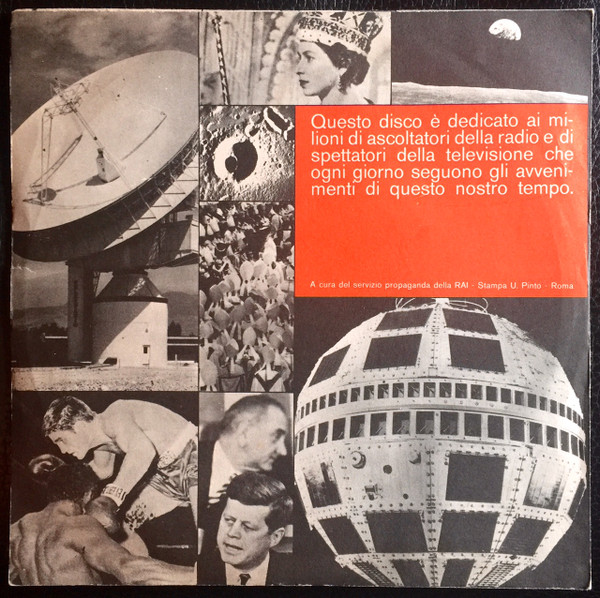 Questo disco è dedicato ai mi-
lioni di ascoltatori della radio e di
spettatori della televisione che
ogni giorno seguono gli avveni-
menti di questo nostro tempo.
A cura del servizio propaganda della RAI - Stampa U. Pinto - Roma